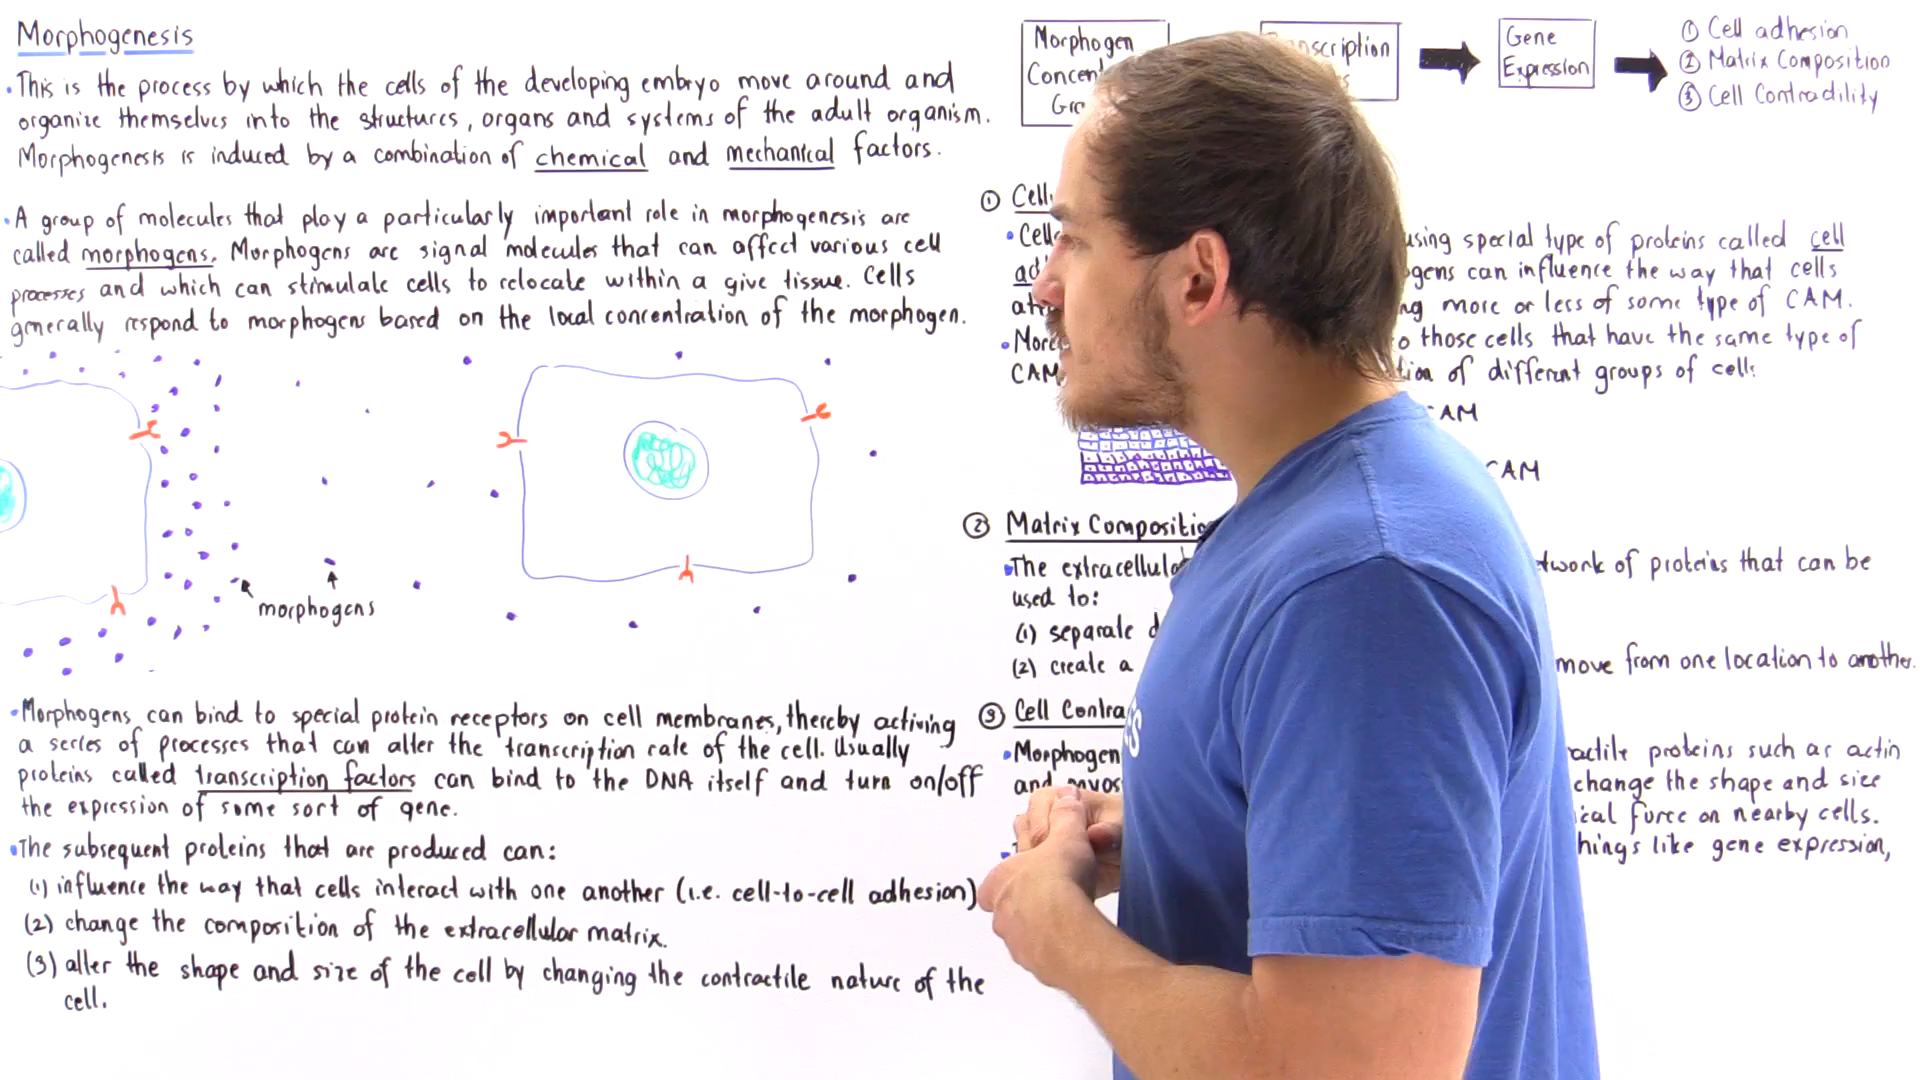 Morphogenesis
• This is the process by which the cells of the developing embryo move around and
organize themselves into the structures, organs and systems of the adult organism.
Morphogenesis is induced by a combination of chemical and mechanical factors.
• A group of molecules that play a particularly important role in morphogenesis are
called morphogens. Morphogens are signal molecules that can affect various cell
processes and which can stimulate cells to relocate within a give tissue. Cells
generally respond to morphogens based on the local concentration of the morphogen.
morphogens
• Morphogens can bind to special protein receptors on cell membranes, thereby activing
a series of processes that can alter the transcription rate of the cell. Usually
proteins called transcription factors can bind to the DNA itself and turn on/off
the expression of some sort of gene.
• The subsequent proteins that are produced can:
(1) influence the way that cells interact with one another (i.e. cell-to-cell adhesion)
(2) change the composition of the extracellular matrix.
(3) alter the shape and size of the cell by changing the contractile nature of the
cell.
Morphogen
Gene
Expression
① Cell adhesion
② Matrix Composition
③ Cell Contradility
①
using special type of proteins called cell
can influence the way that cells
more or less of some type of CAM.
those cells that have the same type of
CAM
of different groups of cells
CAM
CAM
② Matrix
• The
of proteins that can be
used to:
(1) separate
(2) create a
move from one location to another.
③ Cell
• Morphogen
proteins such as actin
and
change the shape and size
force on nearby cells.
like gene expression,